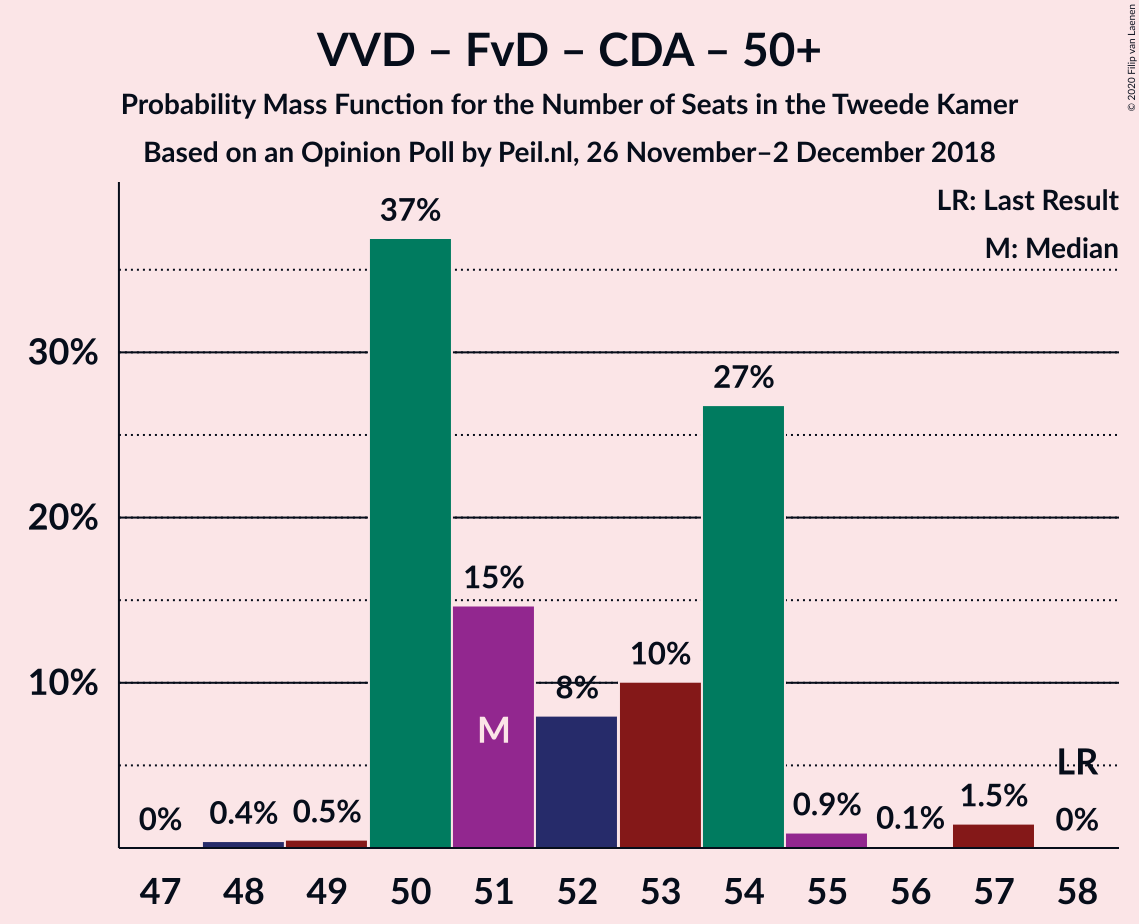 VVD – FvD – CDA – 50+
Probability Mass Function for the Number of Seats in the Tweede Kamer
Based on an Opinion Poll by Peil.nl, 26 November–2 December 2018
© 2020 Filip van Laenen
LR: Last Result
M: Median
30%
20%
10%
0%
0.4%
0.5%
37%
15%
8%
10%
27%
0.9%
0.1%
1.5%
0%
M
LR
47 48 49 50 51 52 53 54 55 56 57 58